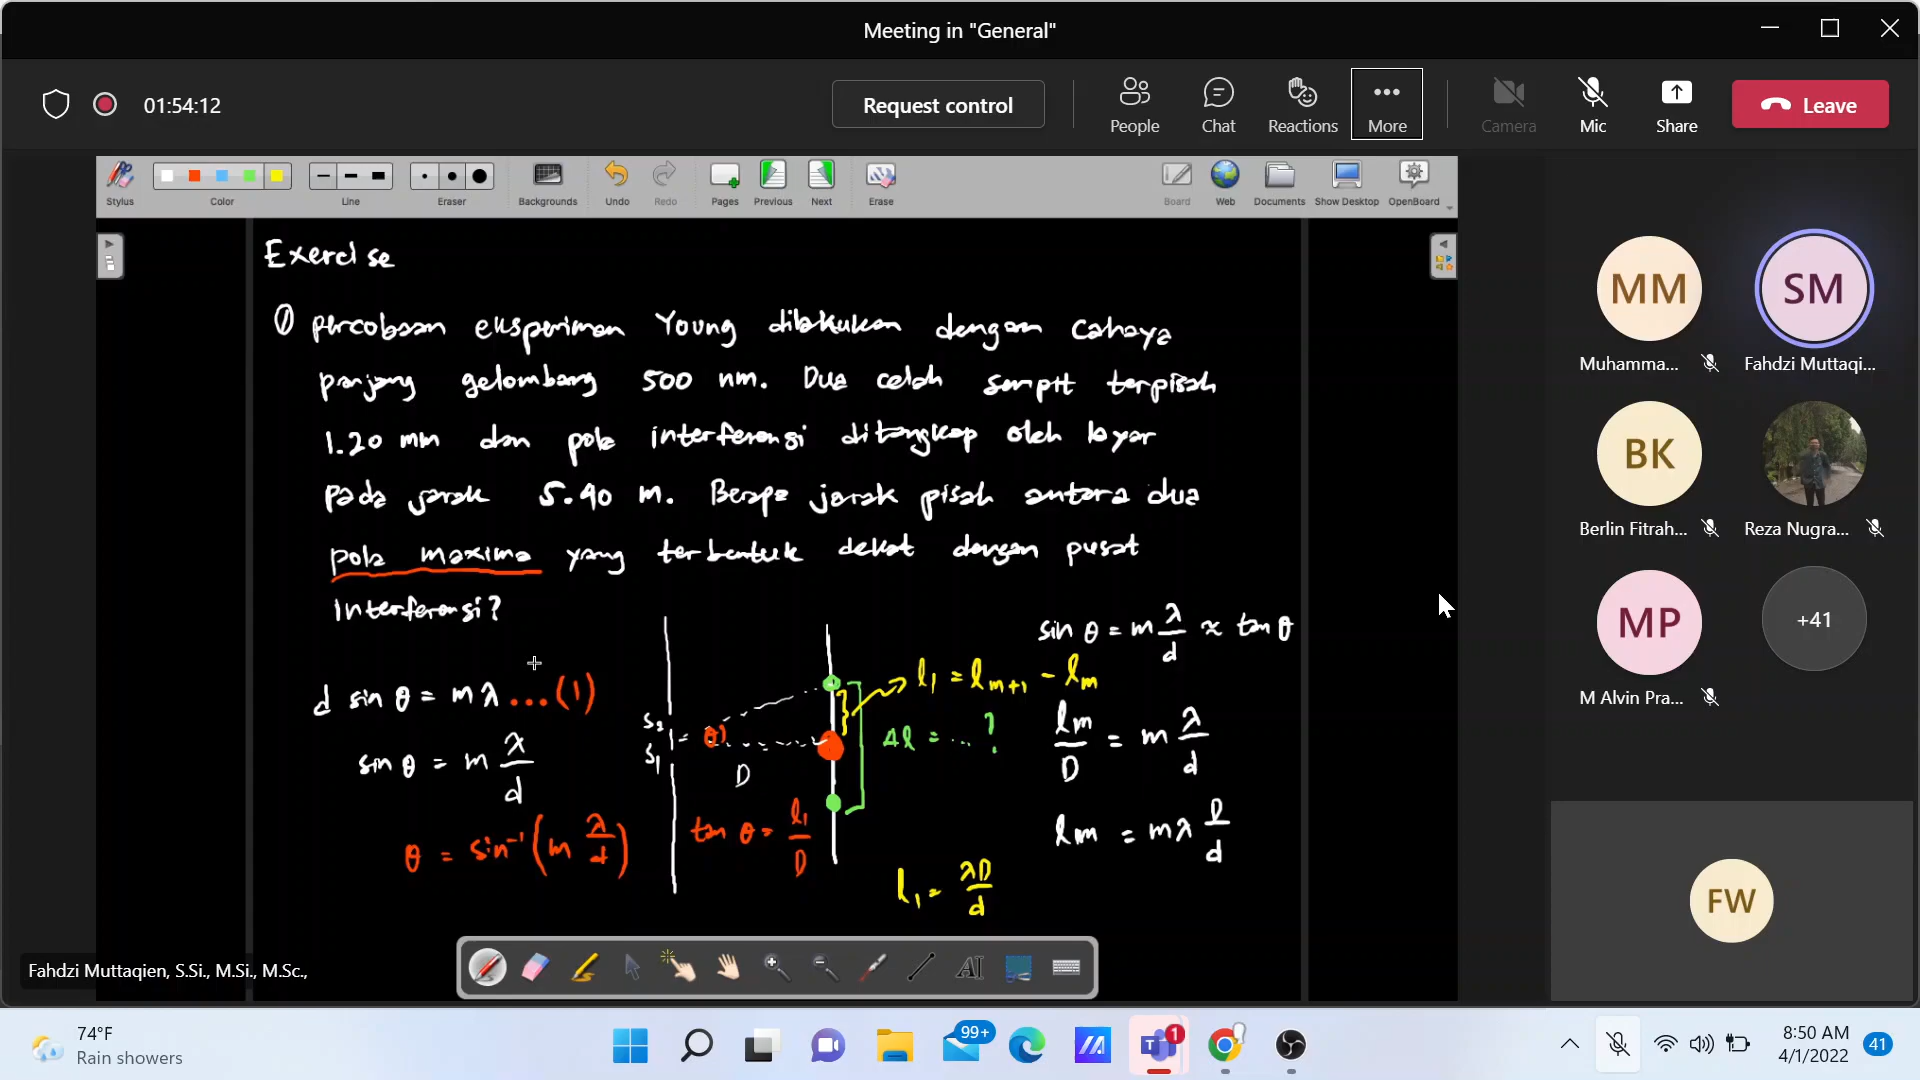 Meeting in "General"
01:54:12
Request control
People
Chat
Reactions
More
Camera
Mic
Share
Leave
Stylus
Color
Line
Eraser
Backgrounds
Undo
Redo
Pages
Previous
Next
Erase
Board
Web
Documents
Show Desktop
OpenBoard
Exercise
① percobaan eksperimen Young dilakukan dengan cahaya
panjang gelombang 500 nm. Dua celah sempit terpisah
1.20 mm dan pola interferensi ditangkap oleh layar
pada jarak 5.40 m. Berapa jarak pisah antara dua
pola maxima yang terbentuk dekat dengan pusat
interferensi?
d sin θ = m λ ...(1)
sin θ = m λ/d
θ = sin⁻¹(m λ/d)
S₂
S₁
θ
D
tan θ = l₁/D
l₁ = lₘ₊₁ - lₘ
Δl = ... ?
l₁ = λD/d
sin θ = m λ/d ≈ tan θ
lm/D = m λ/d
lm = mλ D/d
MM
Muhamma...
SM
Fahdzi Muttaqi...
BK
Berlin Fitrah...
Reza Nugra...
MP
M Alvin Pra...
+41
FW
Fahdzi Muttaqien, S.Si., M.Si., M.Sc.,
74°F
Rain showers
99+
1
8:50 AM
4/1/2022
41